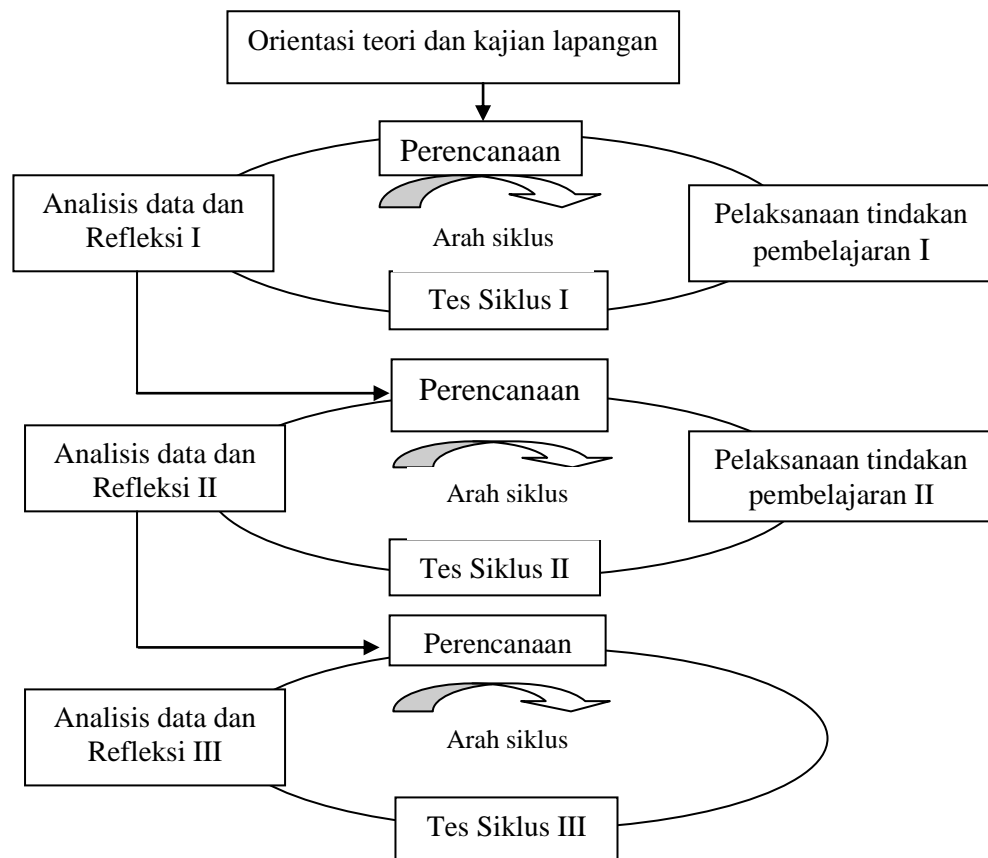 Orientasi teori dan kajian lapangan
Perencanaan
Analisis data dan
Refleksi I
Arah siklus
Pelaksanaan tindakan
pembelajaran I
Tes Siklus I
Perencanaan
Analisis data dan
Refleksi II
Arah siklus
Pelaksanaan tindakan
pembelajaran II
Tes Siklus II
Perencanaan
Analisis data dan
Refleksi III
Arah siklus
Tes Siklus III